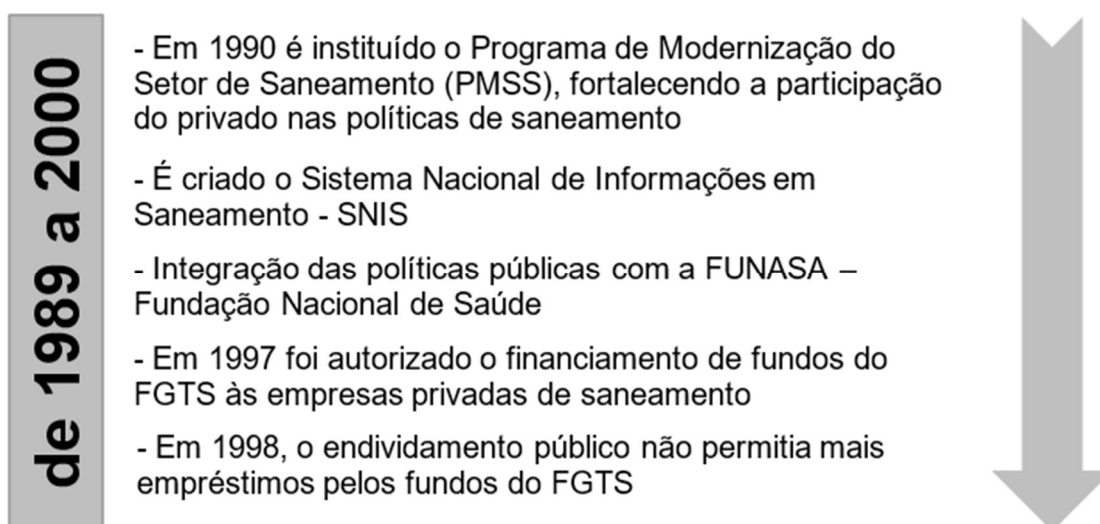 de 1989 a 2000
- Em 1990 é instituído o Programa de Modernização do
Setor de Saneamento (PMSS), fortalecendo a participação
do privado nas políticas de saneamento
- É criado o Sistema Nacional de Informações em
Saneamento - SNIS
- Integração das políticas públicas com a FUNASA –
Fundação Nacional de Saúde
- Em 1997 foi autorizado o financiamento de fundos do
FGTS às empresas privadas de saneamento
- Em 1998, o endividamento público não permitia mais
empréstimos pelos fundos do FGTS